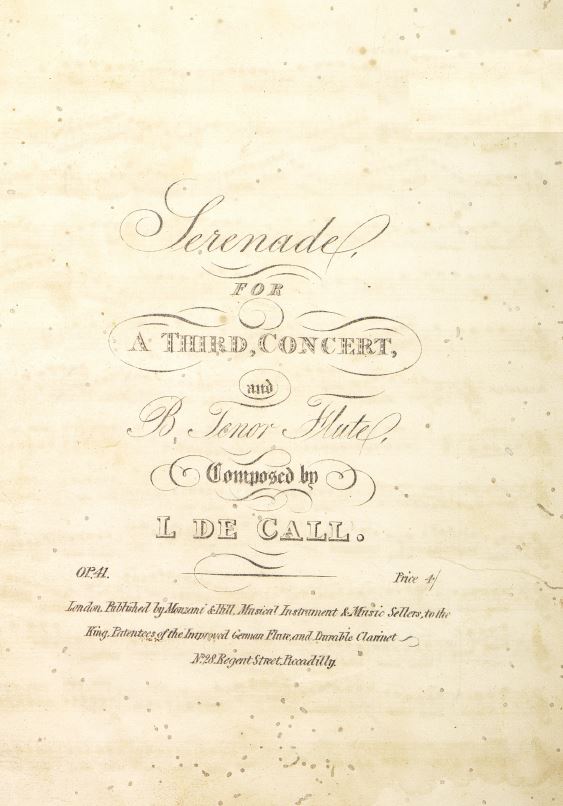 Serenade,
FOR
A THIRD, CONCERT,
and
B, Tenor Flute,
Composed by
L DE CALL.
OP. 41. Price 4/
London. Published by Monzani & Hill, Musical Instrument & Music Sellers, to the
King, Patentees of the Improved German Flute, and Durable Clarinet
No. 28 Regent Street, Piccadilly.